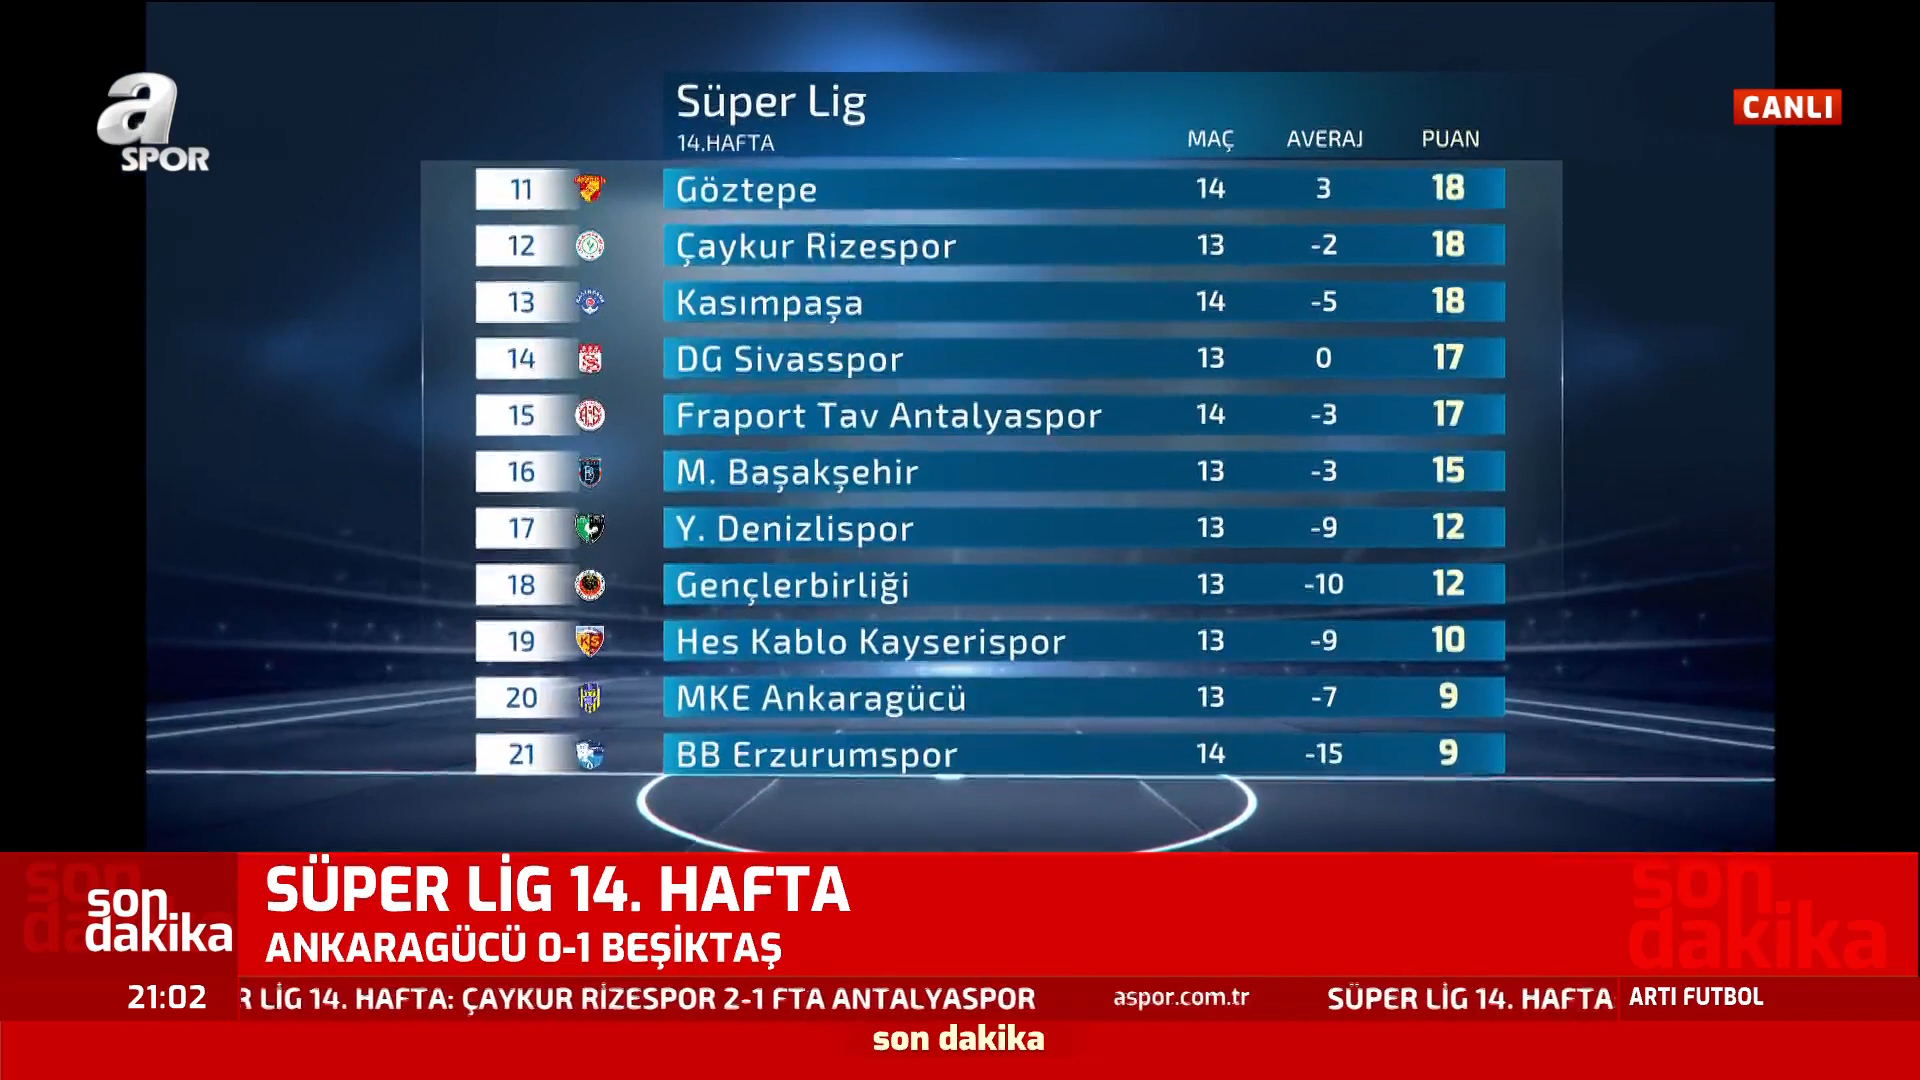 a
SPOR
CANLI
Süper Lig
14.HAFTA MAÇ AVERAJ PUAN
11 Göztepe 14 3 18
12 Çaykur Rizespor 13 -2 18
13 Kasımpaşa 14 -5 18
14 DG Sivasspor 13 0 17
15 Fraport Tav Antalyaspor 14 -3 17
16 M. Başakşehir 13 -3 15
17 Y. Denizlispor 13 -9 12
18 Gençlerbirliği 13 -10 12
19 Hes Kablo Kayserispor 13 -9 10
20 MKE Ankaragücü 13 -7 9
21 BB Erzurumspor 14 -15 9
son dakika
SÜPER LİG 14. HAFTA
ANKARAGÜCÜ 0-1 BEŞİKTAŞ
son dakika
21:02 R LİG 14. HAFTA: ÇAYKUR RİZESPOR 2-1 FTA ANTALYASPOR aspor.com.tr SÜPER LİG 14. HAFTA ARTI FUTBOL
son dakika